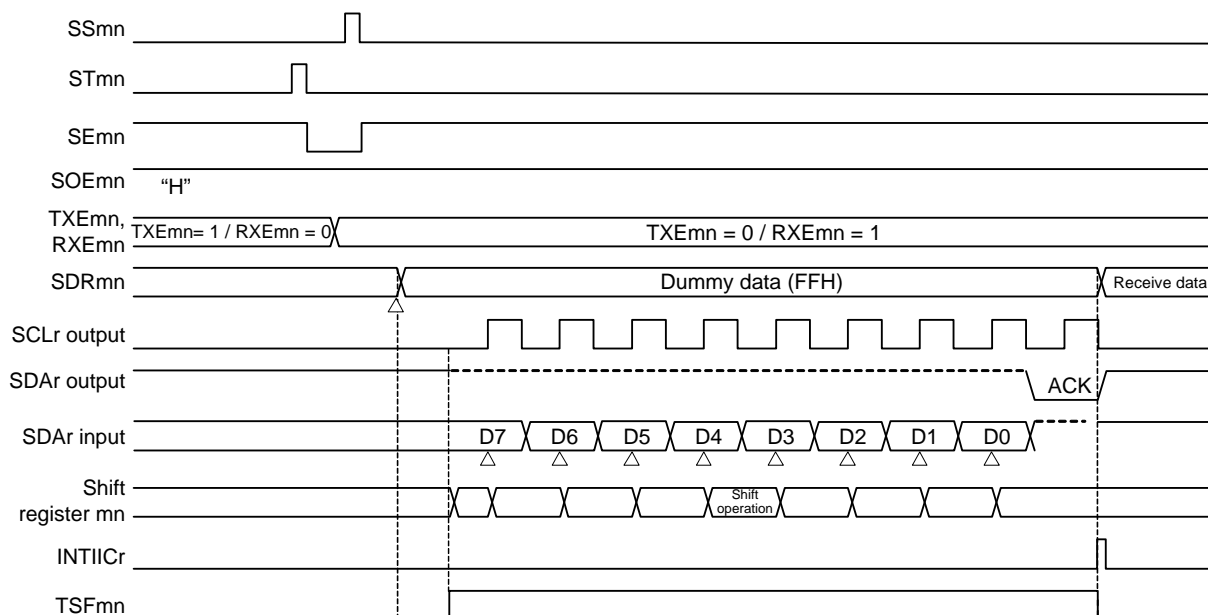 SSmn
STmn
SEmn
SOEmn
“H”
TXEmn,
RXEmn
TXEmn= 1 / RXEmn = 0
TXEmn = 0 / RXEmn = 1
SDRmn
Dummy data (FFH)
Receive data
SCLr output
SDAr output
ACK
SDAr input
D7 D6 D5 D4 D3 D2 D1 D0
Shift
register mn
Shift
operation
INTIICr
TSFmn